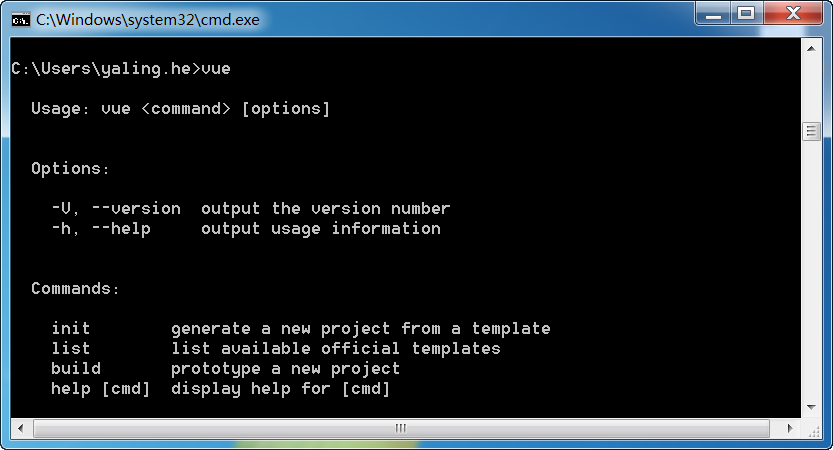 C:\Windows\system32\cmd.exe
C:\Users\yaling.he>vue
Usage: vue <command> [options]
Options:
-V, --version  output the version number
-h, --help     output usage information
Commands:
init        generate a new project from a template
list        list available official templates
build       prototype a new project
help [cmd]  display help for [cmd]